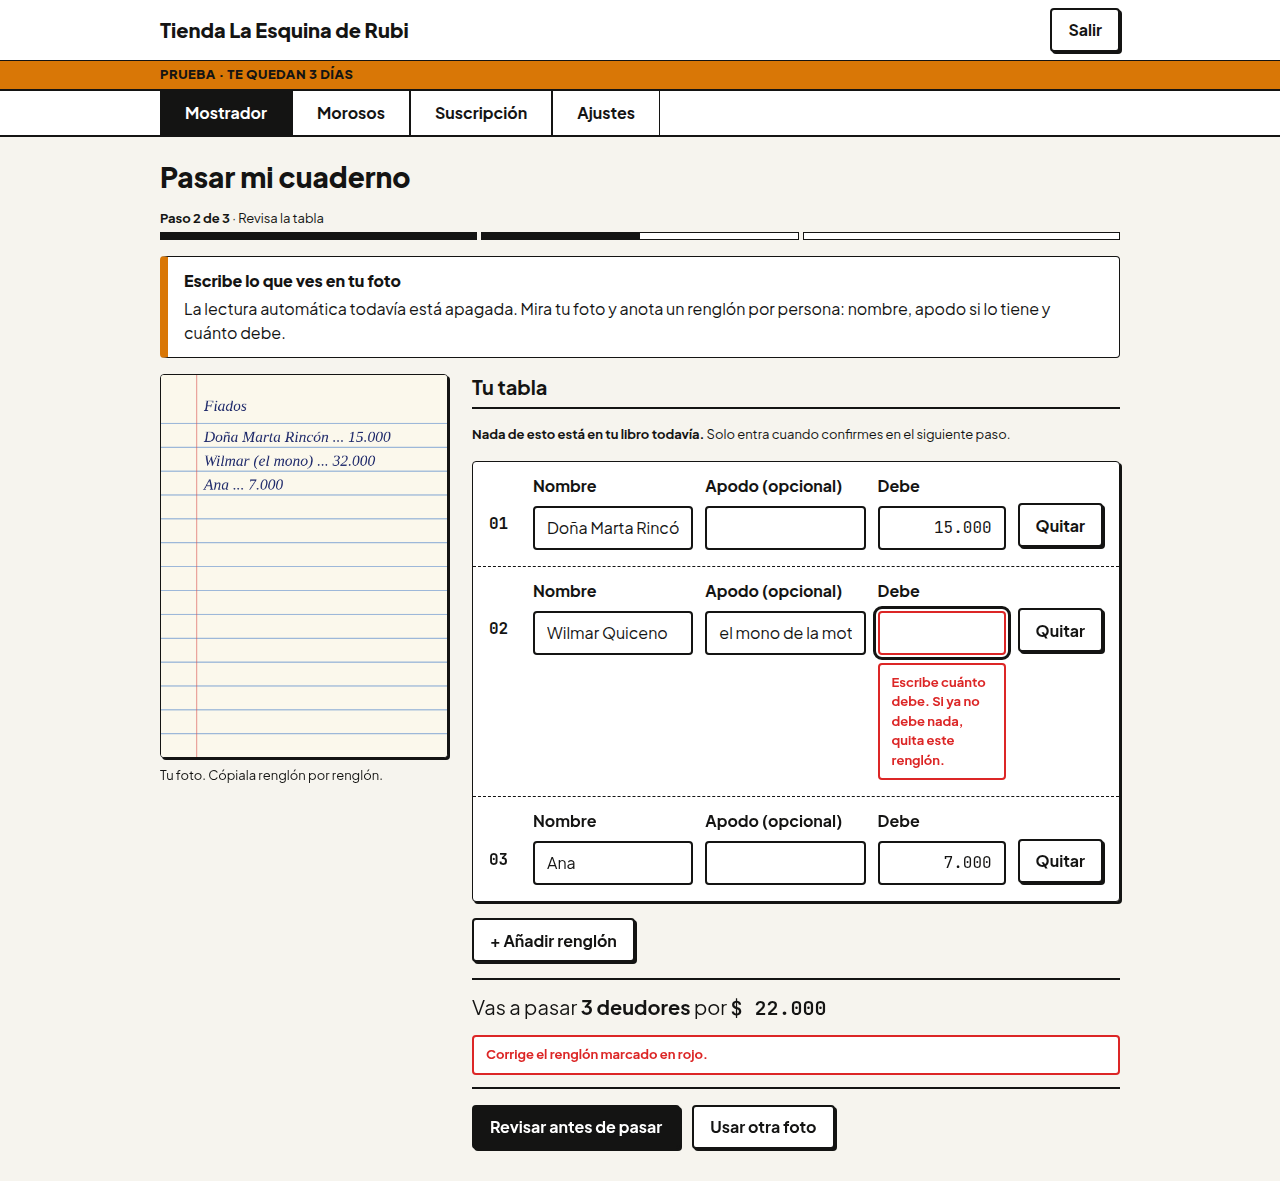 Tienda La Esquina de Rubi
Salir
PRUEBA · TE QUEDAN 3 DÍAS
Mostrador
Morosos
Suscripción
Ajustes
Pasar mi cuaderno
Paso 2 de 3 · Revisa la tabla
Escribe lo que ves en tu foto
La lectura automática todavía está apagada. Mira tu foto y anota un renglón por persona: nombre, apodo si lo tiene y
cuánto debe.
Fiados
Doña Marta Rincón ... 15.000
Wilmar (el mono) ... 32.000
Ana ... 7.000
Tu foto. Cópiala renglón por renglón.
Tu tabla
Nada de esto está en tu libro todavía. Solo entra cuando confirmes en el siguiente paso.
Nombre Apodo (opcional) Debe
01 Doña Marta Rincó 15.000 Quitar
Nombre Apodo (opcional) Debe
02 Wilmar Quiceno el mono de la mot Quitar
Escribe cuánto
debe. Si ya no
debe nada,
quita este
renglón.
Nombre Apodo (opcional) Debe
03 Ana 7.000 Quitar
+ Añadir renglón
Vas a pasar 3 deudores por $ 22.000
Corrige el renglón marcado en rojo.
Revisar antes de pasar
Usar otra foto